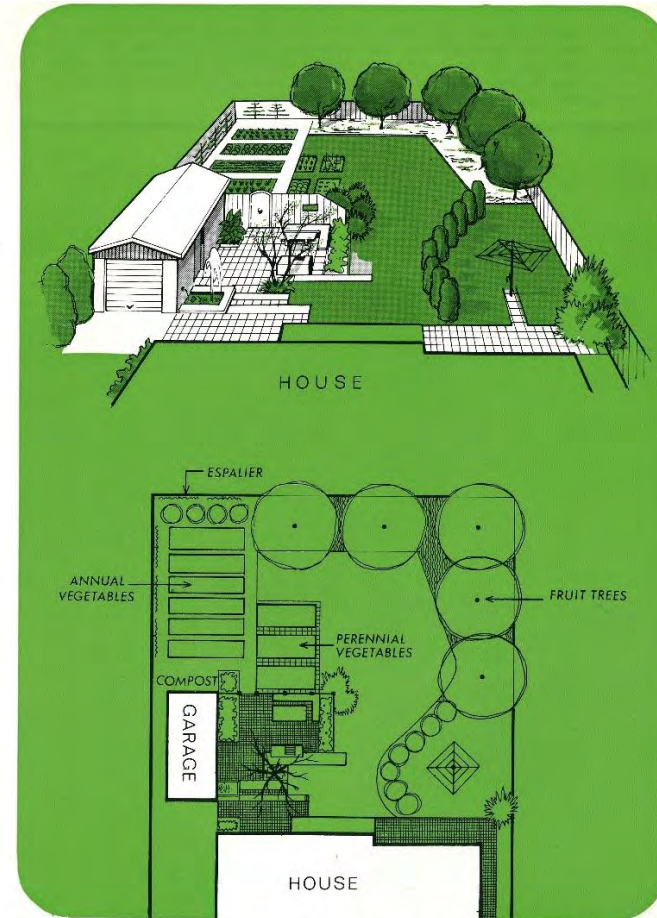 HOUSE
ESPALIER
ANNUAL
VEGETABLES
FRUIT TREES
PERENNIAL
VEGETABLES
COMPOST
GARAGE
HOUSE